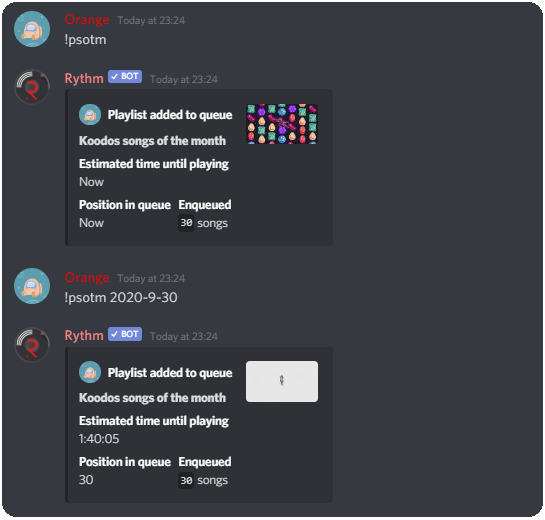 Orange Today at 23:24
!psotm
Rythm ✓ BOT Today at 23:24
Playlist added to queue
Koodos songs of the month
Estimated time until playing
Now
Position in queue Enqueued
Now 30 songs
Orange Today at 23:24
!psotm 2020-9-30
Rythm ✓ BOT Today at 23:24
Playlist added to queue
Koodos songs of the month
Estimated time until playing
1:40:05
Position in queue Enqueued
30 30 songs